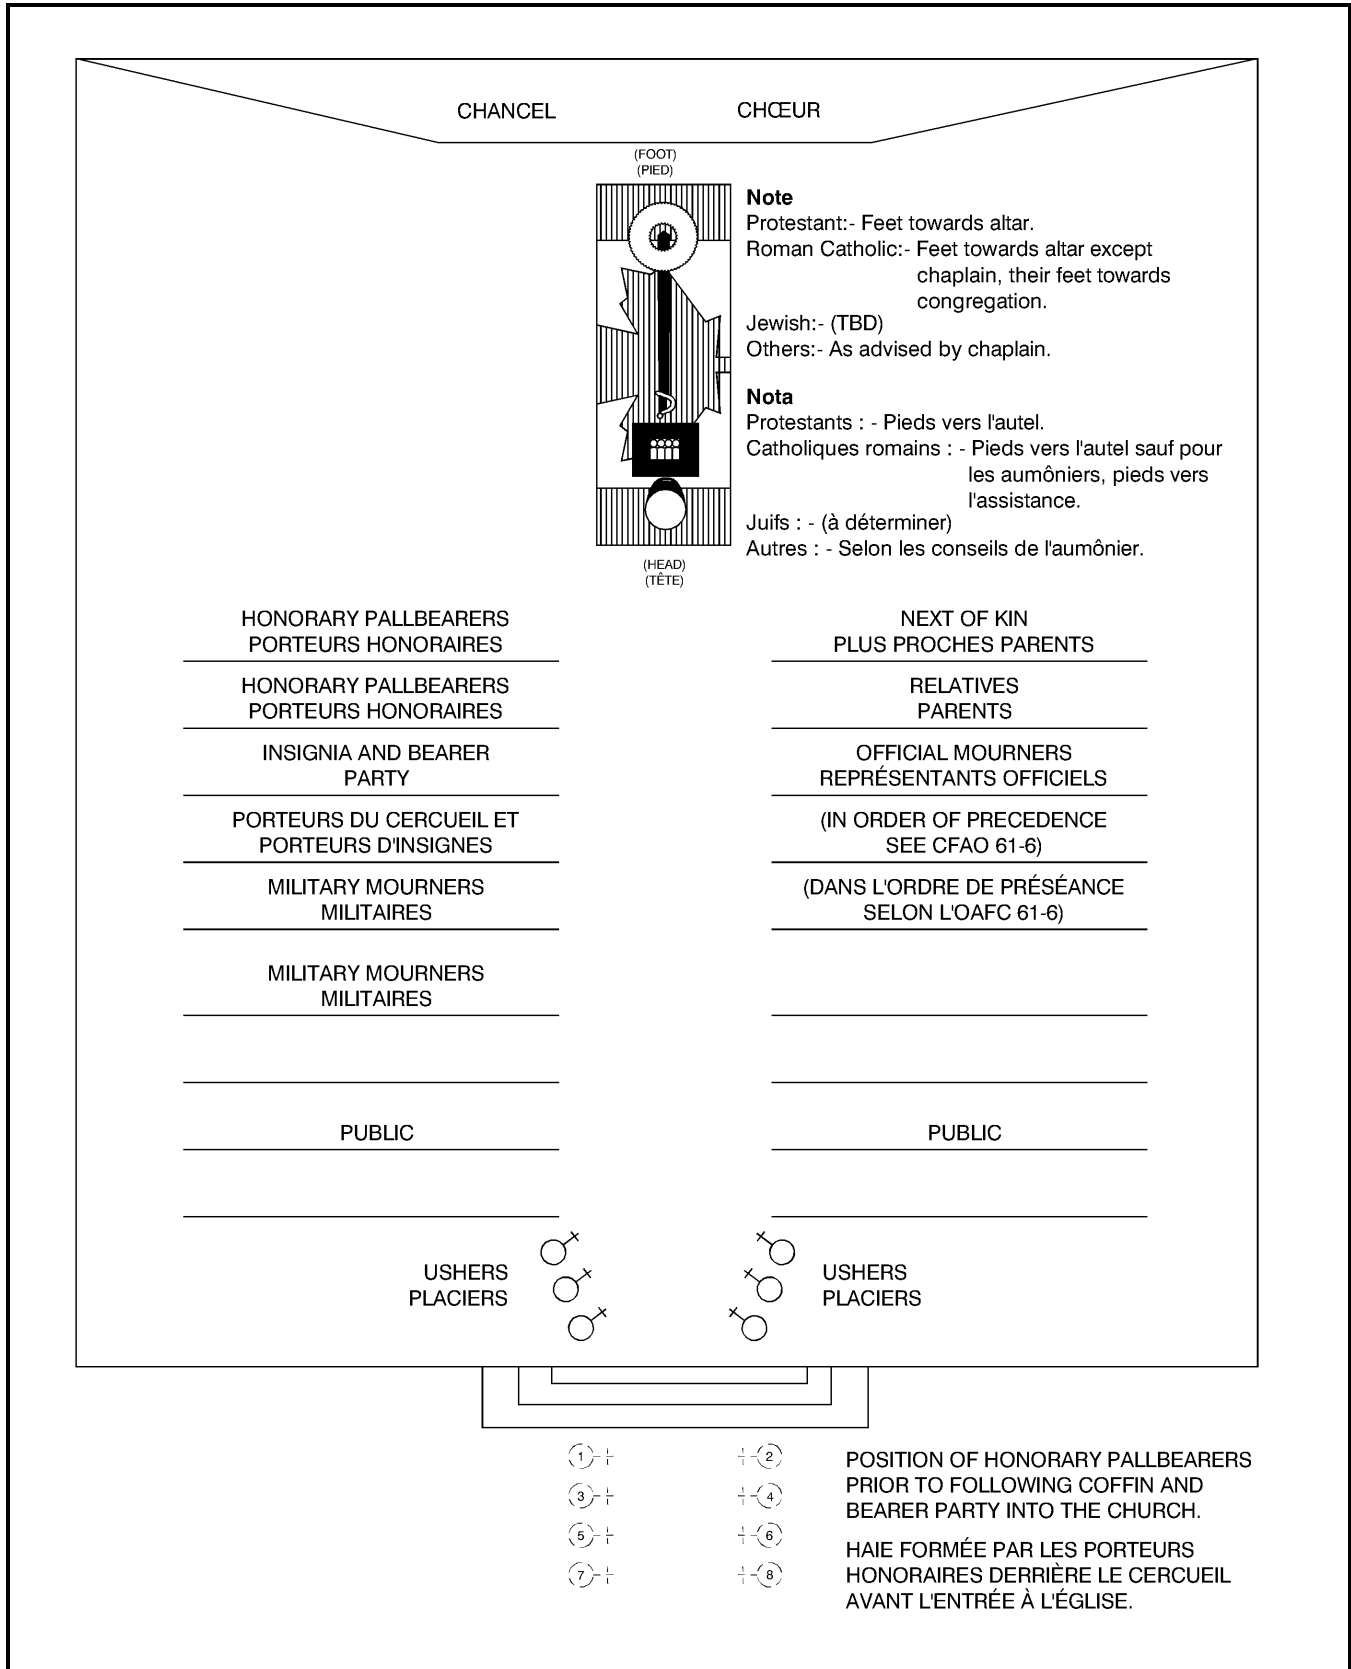 CHANCEL
CHŒUR
(FOOT)
(PIED)
Note
Protestant:- Feet towards altar.
Roman Catholic:- Feet towards altar except
chaplain, their feet towards
congregation.
Jewish:- (TBD)
Others:- As advised by chaplain.
Nota
Protestants : - Pieds vers l'autel.
Catholiques romains : - Pieds vers l'autel sauf pour
les aumôniers, pieds vers
l'assistance.
Juifs : - (à déterminer)
Autres : - Selon les conseils de l'aumônier.
(HEAD)
(TÊTE)
HONORARY PALLBEARERS
PORTEURS HONORAIRES
HONORARY PALLBEARERS
PORTEURS HONORAIRES
INSIGNIA AND BEARER
PARTY
PORTEURS DU CERCUEIL ET
PORTEURS D'INSIGNES
MILITARY MOURNERS
MILITAIRES
MILITARY MOURNERS
MILITAIRES
PUBLIC
NEXT OF KIN
PLUS PROCHES PARENTS
RELATIVES
PARENTS
OFFICIAL MOURNERS
REPRÉSENTANTS OFFICIELS
(IN ORDER OF PRECEDENCE
SEE CFAO 61-6)
(DANS L'ORDRE DE PRÉSÉANCE
SELON L'OAFC 61-6)
PUBLIC
USHERS
PLACIERS
USHERS
PLACIERS
1 2
3 4
5 6
7 8
POSITION OF HONORARY PALLBEARERS
PRIOR TO FOLLOWING COFFIN AND
BEARER PARTY INTO THE CHURCH.
HAIE FORMÉE PAR LES PORTEURS
HONORAIRES DERRIÈRE LE CERCUEIL
AVANT L'ENTRÉE À L'ÉGLISE.